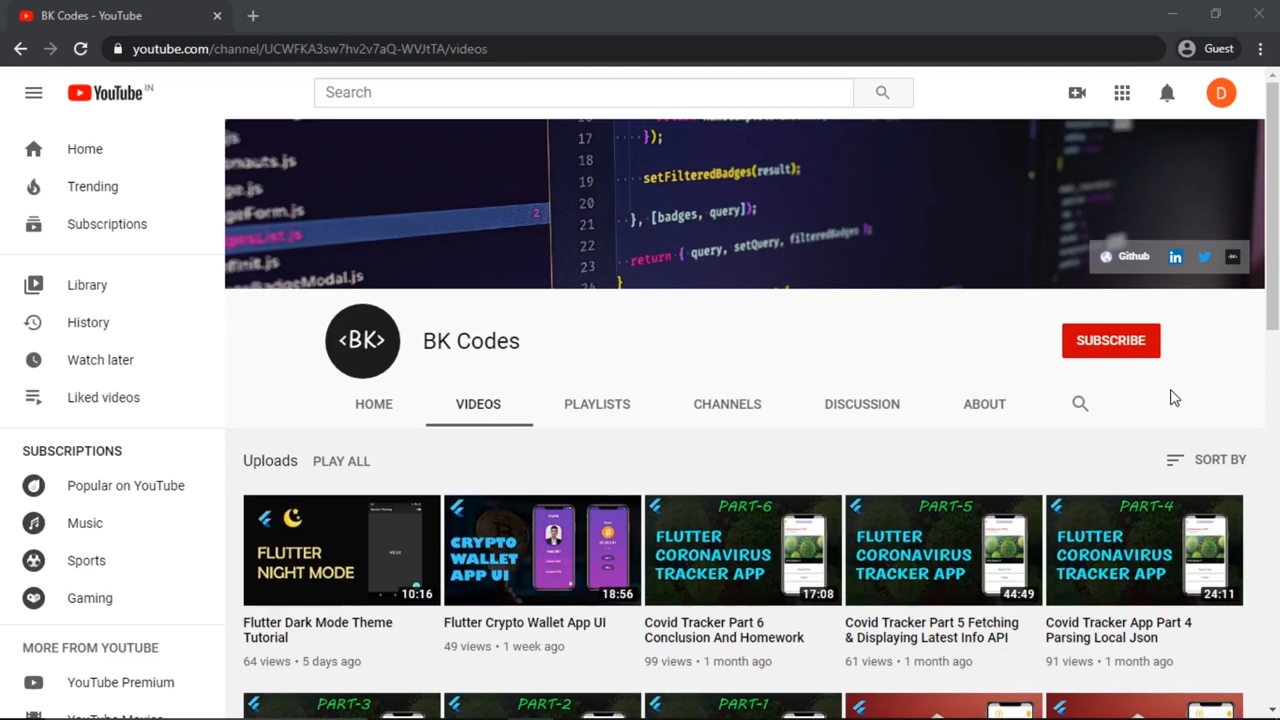 BK Codes - YouTube
youtube.com/channel/UCWFKA3sw7hv2v7aQ-WVJtTA/videos
Guest
YouTube IN
Search
D
Home
Trending
Subscriptions
Library
History
Watch later
Liked videos
SUBSCRIPTIONS
Popular on YouTube
Music
Sports
Gaming
MORE FROM YOUTUBE
YouTube Premium
17 });
18
19 setFilteredBadges(result);
20
21 }, [badges, query]);
22
23 return { query, setQuery, filteredBadges };
24 }
2
BadgeModal.js
Github
in
<BK>
BK Codes
SUBSCRIBE
HOME
VIDEOS
PLAYLISTS
CHANNELS
DISCUSSION
ABOUT
Uploads PLAY ALL
SORT BY
FLUTTER
NIGHT MODE
10:16
Flutter Dark Mode Theme
Tutorial
64 views • 5 days ago
CRYPTO
WALLET
APP UI
18:56
Flutter Crypto Wallet App UI
49 views • 1 week ago
PART-6
FLUTTER
CORONAVIRUS
TRACKER APP
17:08
Covid Tracker Part 6
Conclusion And Homework
99 views • 1 month ago
PART-5
FLUTTER
CORONAVIRUS
TRACKER APP
44:49
Covid Tracker Part 5 Fetching
& Displaying Latest Info API
61 views • 1 month ago
PART-4
FLUTTER
CORONAVIRUS
TRACKER APP
24:11
Covid Tracker App Part 4
Parsing Local Json
91 views • 1 month ago
PART-3
PART-2
PART-1